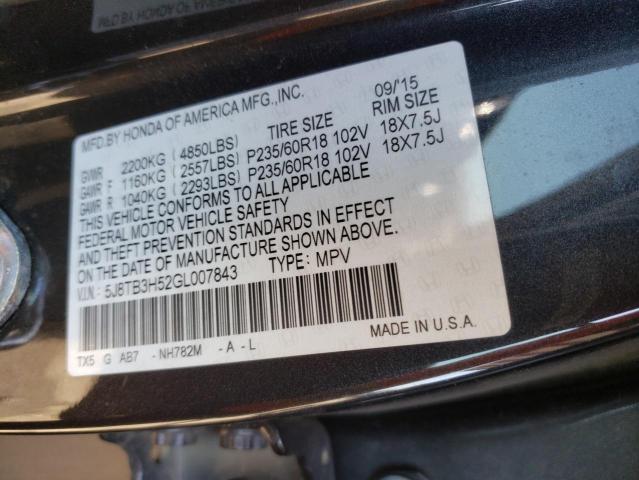 MFD.BY HONDA OF AMERICA MFG.,INC. 09/'15
TIRE SIZE RIM SIZE
GVWR 2200KG (4850LBS)
GAWR F 1160KG (2557LBS) P235/60R18 102V 18X7.5J
GAWR R 1040KG (2293LBS) P235/60R18 102V 18X7.5J
THIS VEHICLE CONFORMS TO ALL APPLICABLE
FEDERAL MOTOR VEHICLE SAFETY
AND THEFT PREVENTION STANDARDS IN EFFECT
ON THE DATE OF MANUFACTURE SHOWN ABOVE.
V.I.N.: 5J8TB3H52GL007843 TYPE: MPV
TX5 G AB7 -NH782M -A-L MADE IN U.S.A.